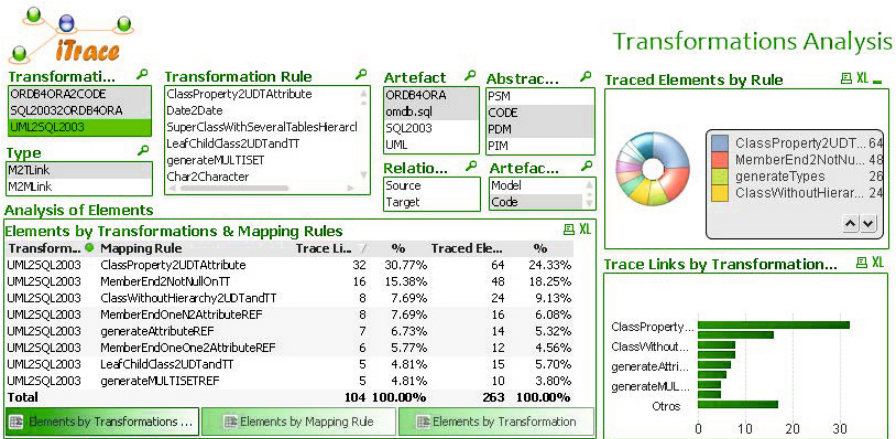 iTrace
Transformations Analysis
Transformati...
ORDB4ORA2CODE
SQL20032ORDB4ORA
UML2SQL2003
Transformation Rule
ClassProperty2UDTAttribute
Date2Date
SuperClassWithSeveralTablesHierarcl
LeafChildClass2UDTandTT
generateMULTISET
Char2Character
Artefact
ORDB4ORA
omdb.sql
SQL2003
UML
Abstrac...
PSM
CODE
PDM
PIM
Type
M2TLink
M2MLink
Relatio...
Source
Target
Artefac...
Model
Code
Traced Elements by Rule XL
ClassProperty2UDT... 64
MemberEnd2NotNu... 48
generateTypes 26
ClassWithoutHierar... 24
Analysis of Elements
Elements by Transformations & Mapping Rules XL
Transform... Mapping Rule Trace Li... % Traced Ele... %
UML2SQL2003 ClassProperty2UDTAttribute 32 30.77% 64 24.33%
UML2SQL2003 MemberEnd2NotNullOnTT 16 15.38% 48 18.25%
UML2SQL2003 ClassWithoutHierarchy2UDTandTT 8 7.69% 24 9.13%
UML2SQL2003 MemberEndOneN2AttributeREF 8 7.69% 16 6.08%
UML2SQL2003 generateAttributeREF 7 6.73% 14 5.32%
UML2SQL2003 MemberEndOneOne2AttributeREF 6 5.77% 12 4.56%
UML2SQL2003 LeafChildClass2UDTandTT 5 4.81% 15 5.70%
UML2SQL2003 generateMULTISETREF 5 4.81% 10 3.80%
Total 104 100.00% 263 100.00%
Elements by Transformations ...
Elements by Mapping Rule
Elements by Transformation
Trace Links by Transformation... XL
ClassProperty...
ClassWithout...
generateAttri...
generateMUL...
Otros
0 10 20 30